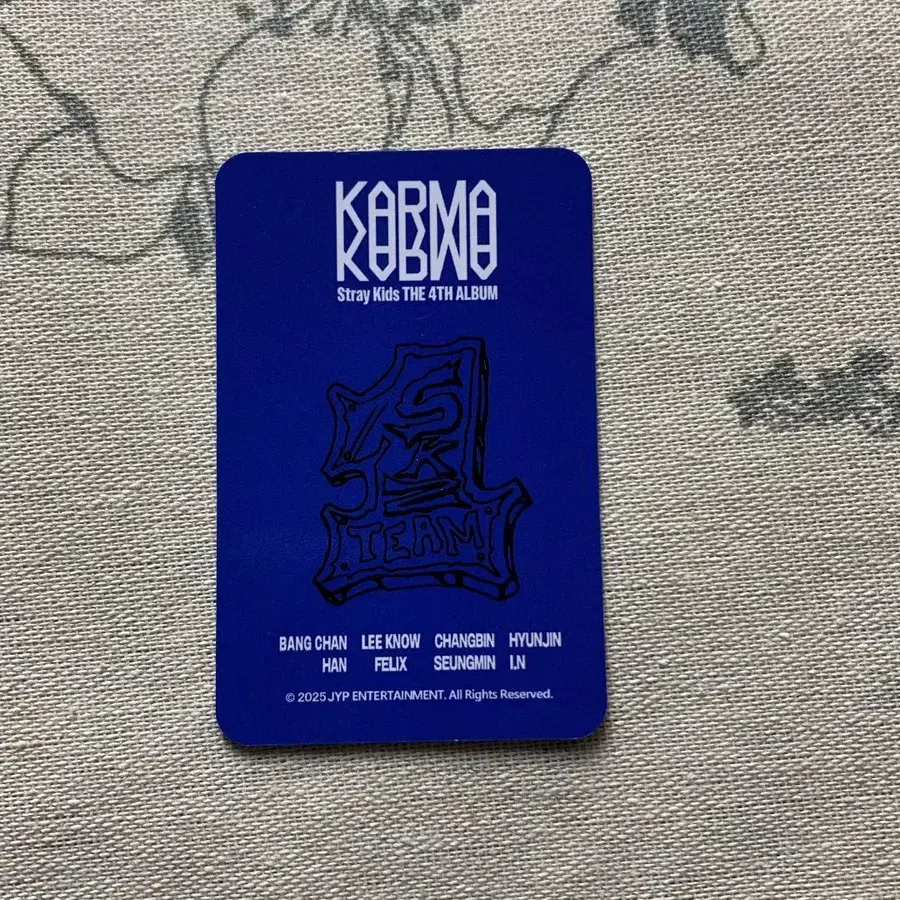 KARMA
Stray Kids THE 4TH ALBUM
SKZ
TEAM
BANG CHAN LEE KNOW CHANGBIN HYUNJIN
HAN FELIX SEUNGMIN I.N
© 2025 JYP ENTERTAINMENT. All Rights Reserved.